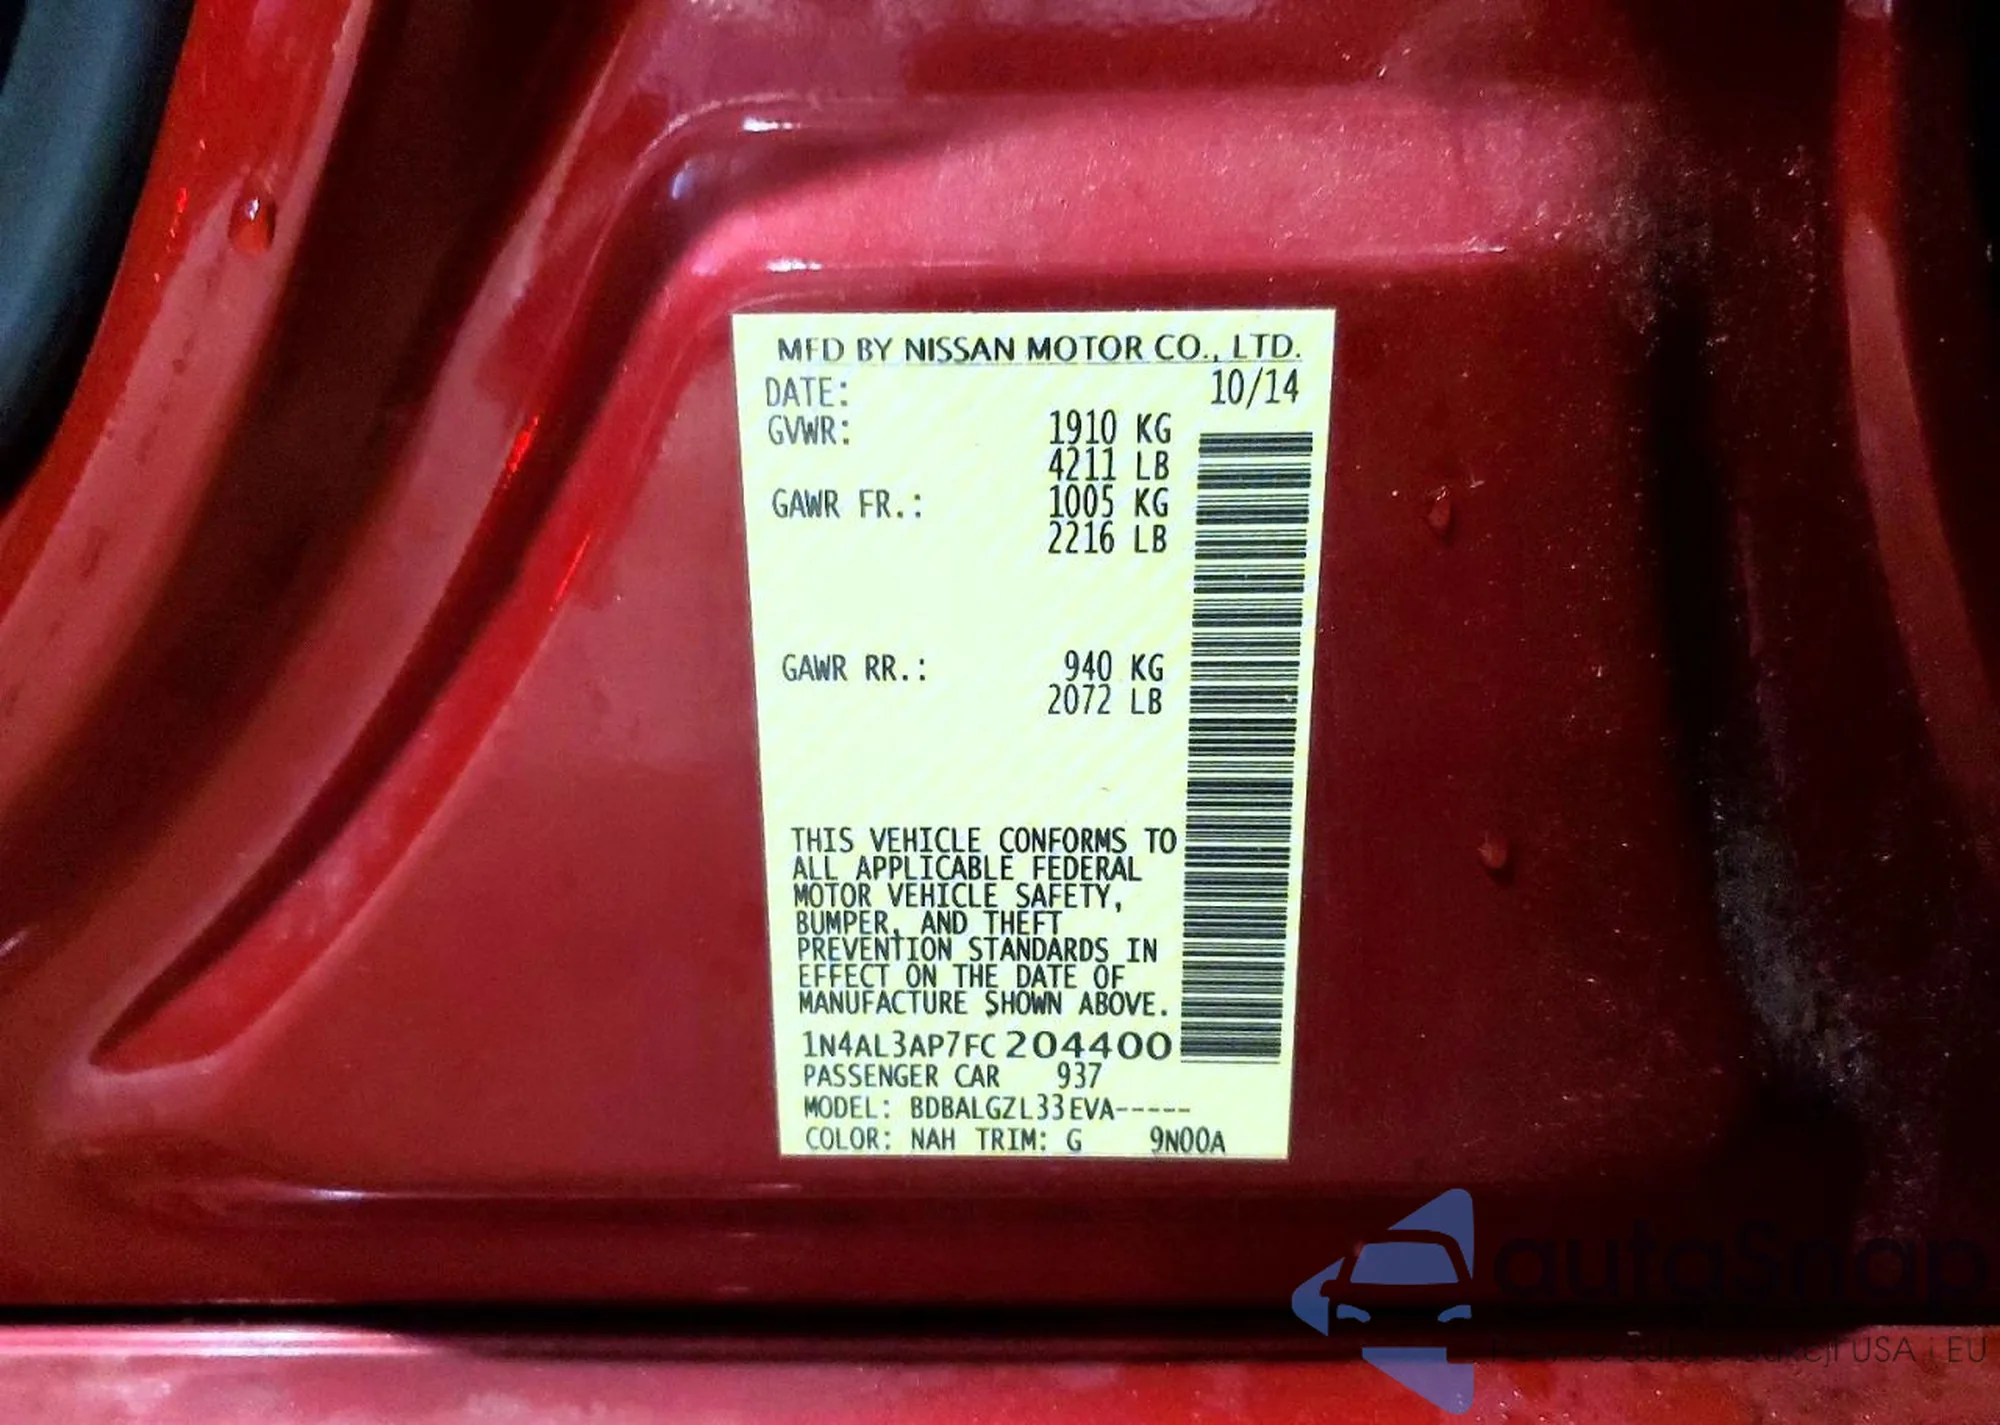 MFD BY NISSAN MOTOR CO., LTD.
DATE: 10/14
GVWR: 1910 KG
4211 LB
GAWR FR.: 1005 KG
2216 LB
GAWR RR.: 940 KG
2072 LB
THIS VEHICLE CONFORMS TO
ALL APPLICABLE FEDERAL
MOTOR VEHICLE SAFETY,
BUMPER, AND THEFT
PREVENTION STANDARDS IN
EFFECT ON THE DATE OF
MANUFACTURE SHOWN ABOVE.
1N4AL3AP7FC204400
PASSENGER CAR 937
MODEL: BDBALGZL33EVA-----
COLOR: NAH TRIM: G 9N00A
autoSnap
USA i EU